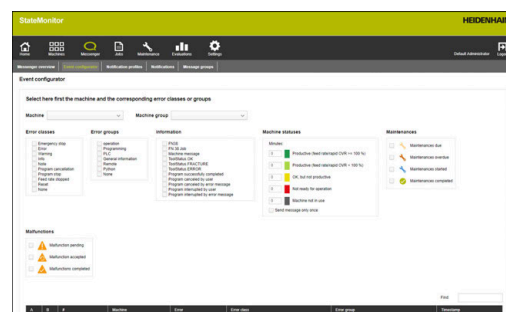 StateMonitor
HEIDENHAIN
Home Machines Messenger Jobs Maintenance Evaluations Settings
Default Administrator
Messenger overview Event configurator Notification profiles Notifications Message groups
Event configurator
Select here first the machine and the corresponding error classes or groups
Machine Machine group
Error classes
Emergency stop
Error
Warning
Info
Note
Program cancellation
Program stop
Feed rate stopped
Reset
None
Error groups
operation
Programming
PLC
General information
Remote
Python
None
Information
FN38
FN 38 Job
Machine message
ToolStatus OK
ToolStatus FRACTURE
ToolStatus ERROR
Program successfully completed
Program canceled by user
Program canceled by error message
Program interrupted by user
Program interrupted by error message
Machine statuses
Minutes
0 Productive (feed rate/rapid OVR >= 100 %)
0 Productive (feed rate/rapid OVR < 100 %)
0 OK, but not productive
0 Not ready for operation
0 Machine not in use
Send message only once
Maintenances
Maintenances due
Maintenances overdue
Maintenances started
Maintenances completed
Malfunctions
Malfunction pending
Malfunction accepted
Malfunctions completed
Find
A B # Machine Error Error class Error group Timestamp